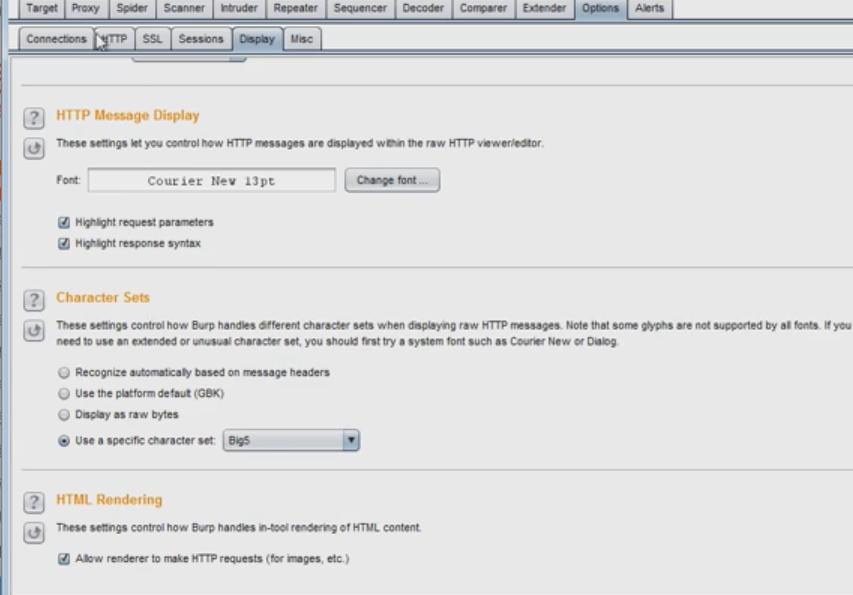 Target Proxy Spider Scanner Intruder Repeater Sequencer Decoder Comparer Extender Options Alerts
Connections HTTP SSL Sessions Display Misc
HTTP Message Display
These settings let you control how HTTP messages are displayed within the raw HTTP viewer/editor.
Font: Courier New 13pt Change font ...
Highlight request parameters
Highlight response syntax
Character Sets
These settings control how Burp handles different character sets when displaying raw HTTP messages. Note that some glyphs are not supported by all fonts. If you
need to use an extended or unusual character set, you should first try a system font such as Courier New or Dialog.
Recognize automatically based on message headers
Use the platform default (GBK)
Display as raw bytes
Use a specific character set: Big5
HTML Rendering
These settings control how Burp handles in-tool rendering of HTML content.
Allow renderer to make HTTP requests (for images, etc.)